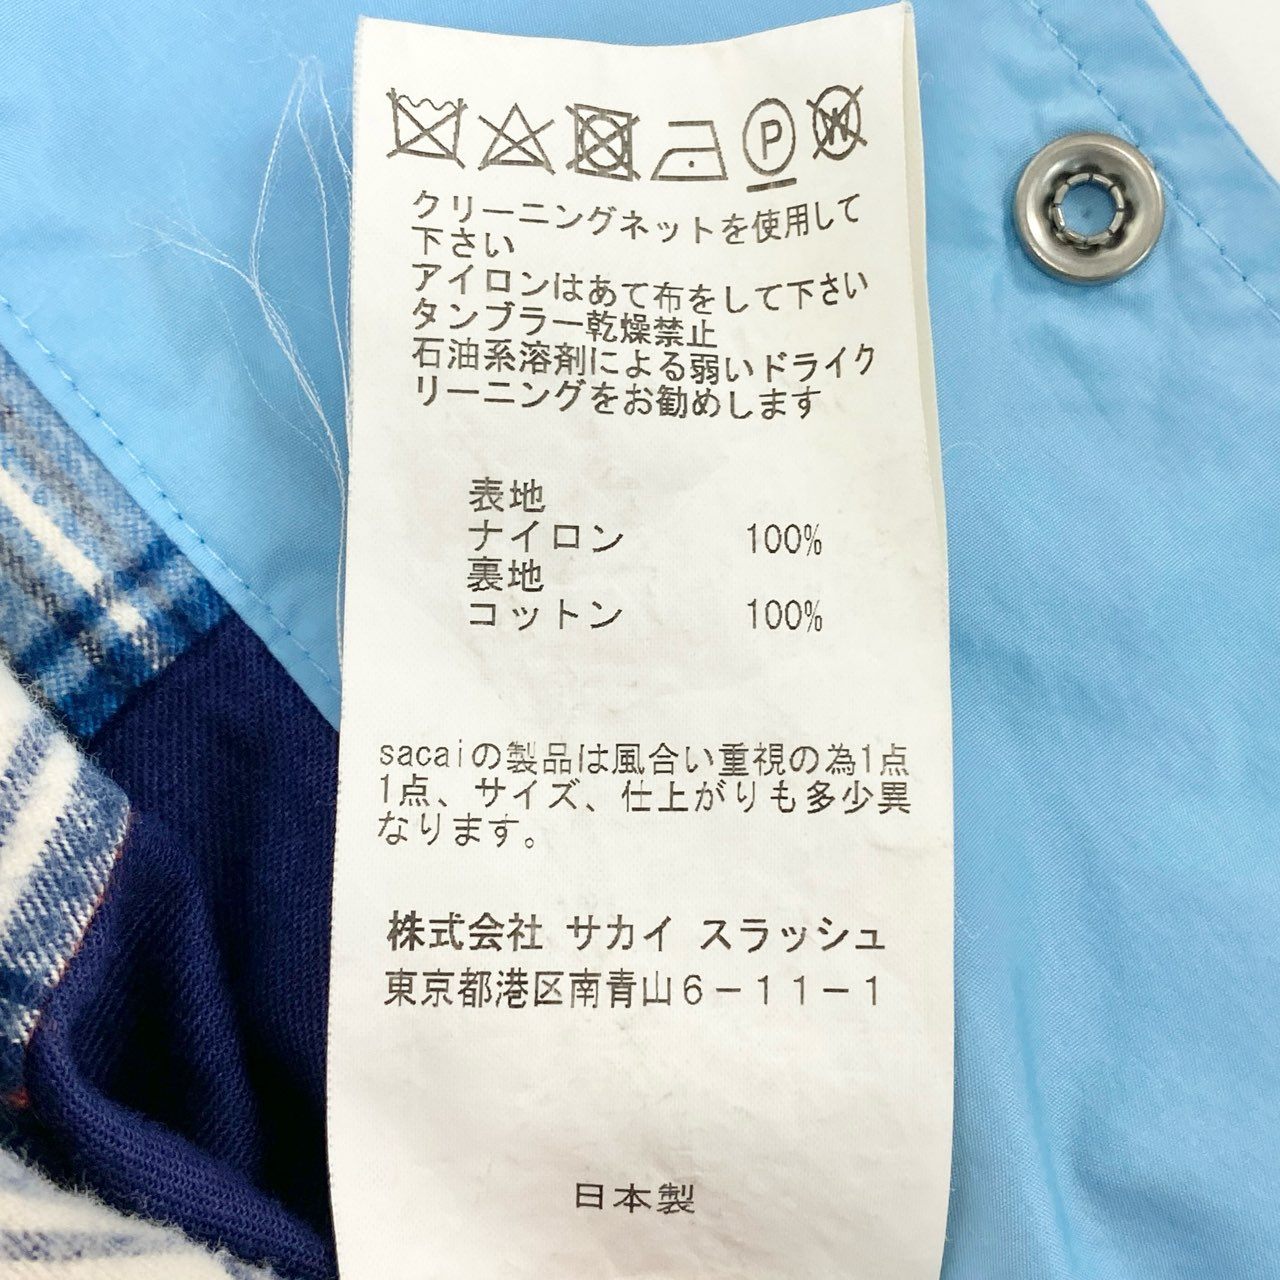 P W
クリーニングネットを使用して
下さい
アイロンはあて布をして下さい
タンブラー乾燥禁止
石油系溶剤による弱いドライク
リーニングをお勧めします
表地
ナイロン 100%
裏地
コットン 100%
sacaiの製品は風合い重視の為1点
1点、サイズ、仕上がりも多少異
なります。
株式会社 サカイ スラッシュ
東京都港区南青山6-11-1
日本製